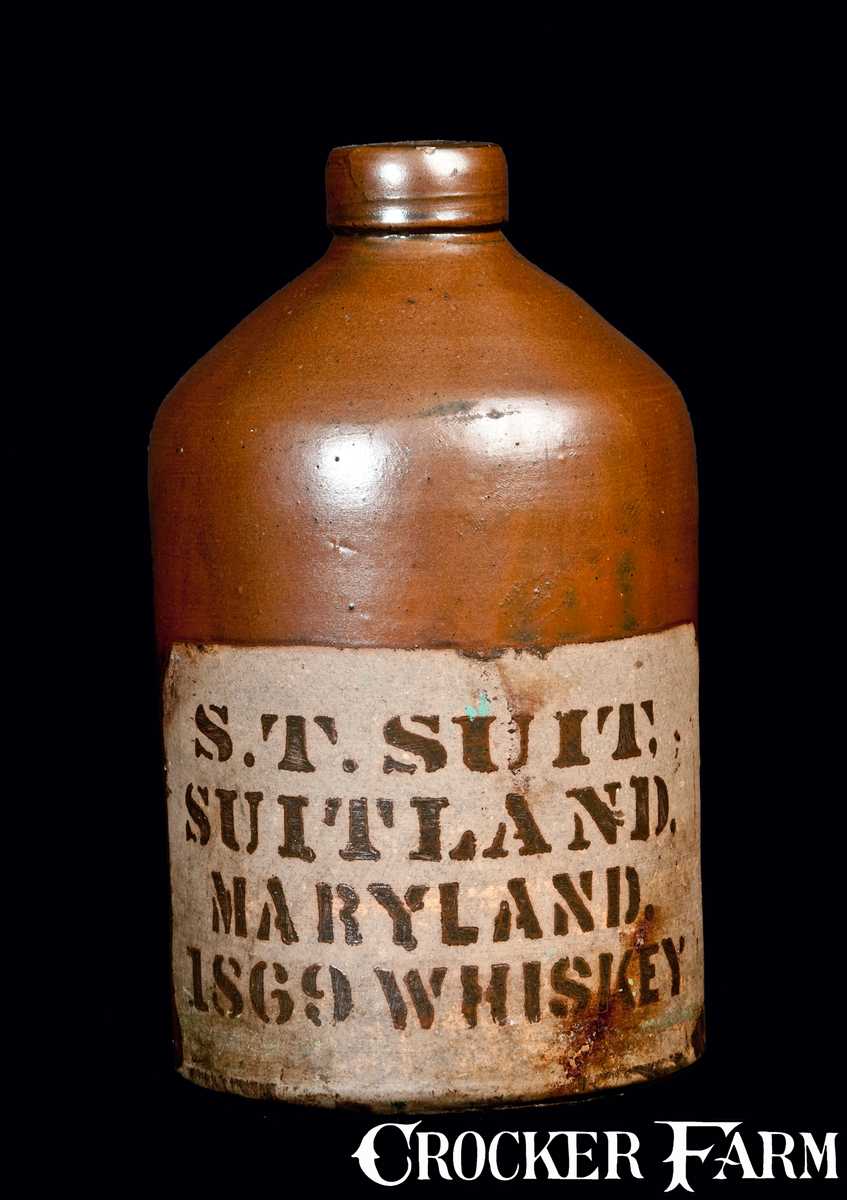 S.T. SUIT,
SUITLAND.
MARYLAND.
1869 WHISKEY
CROCKER FARM